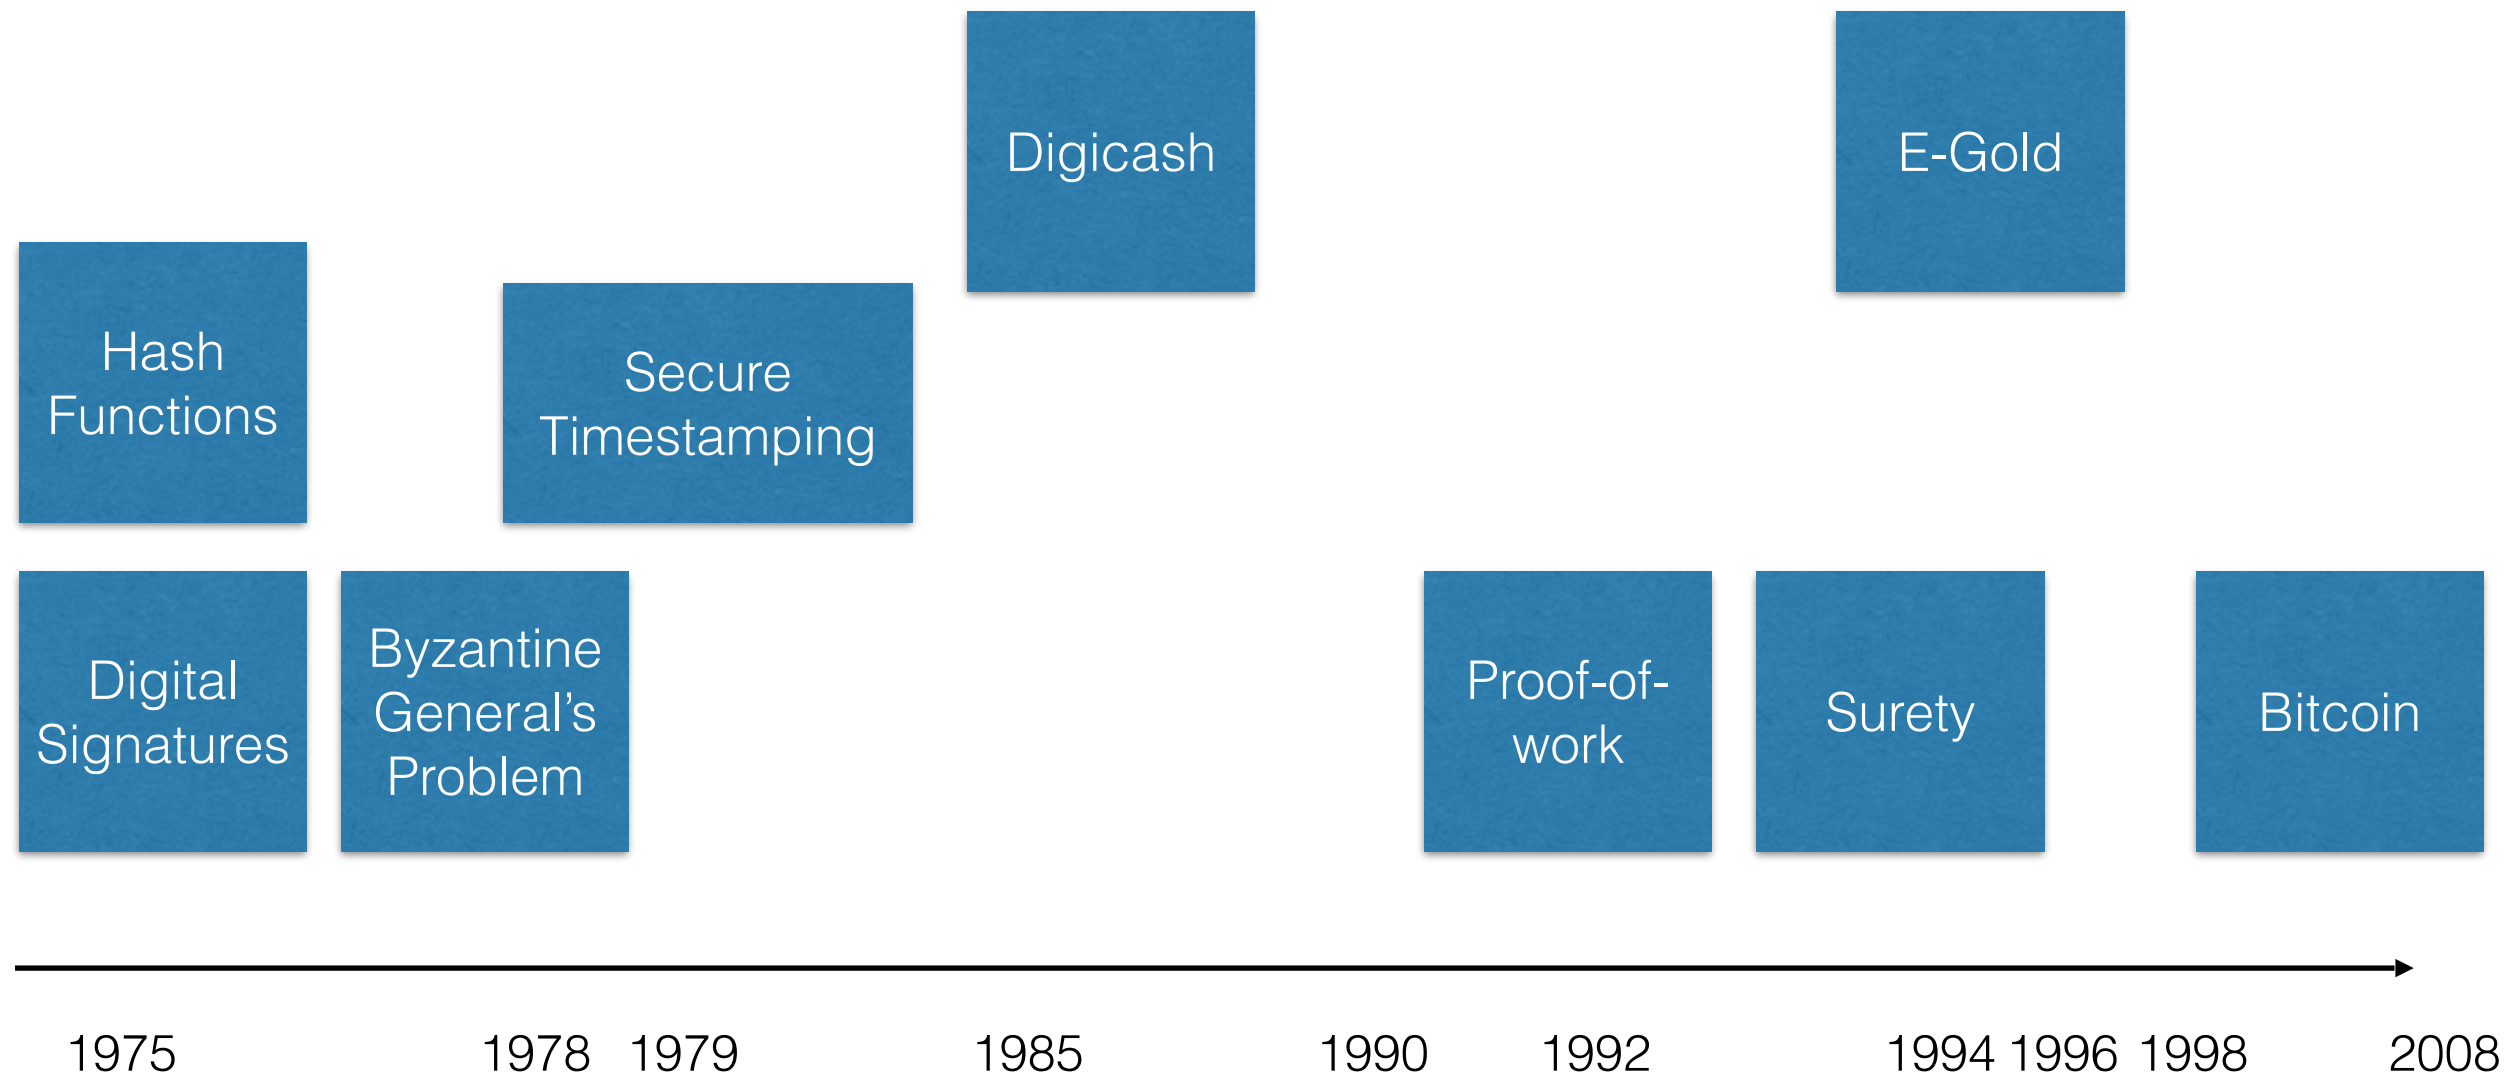 Digicash
E-Gold
Hash
Functions
Secure
Timestamping
Digital
Signatures
Byzantine
General’s
Problem
Proof-of-
work
Surety
Bitcoin
1975 1978 1979 1985 1990 1992 1994 1996 1998 2008